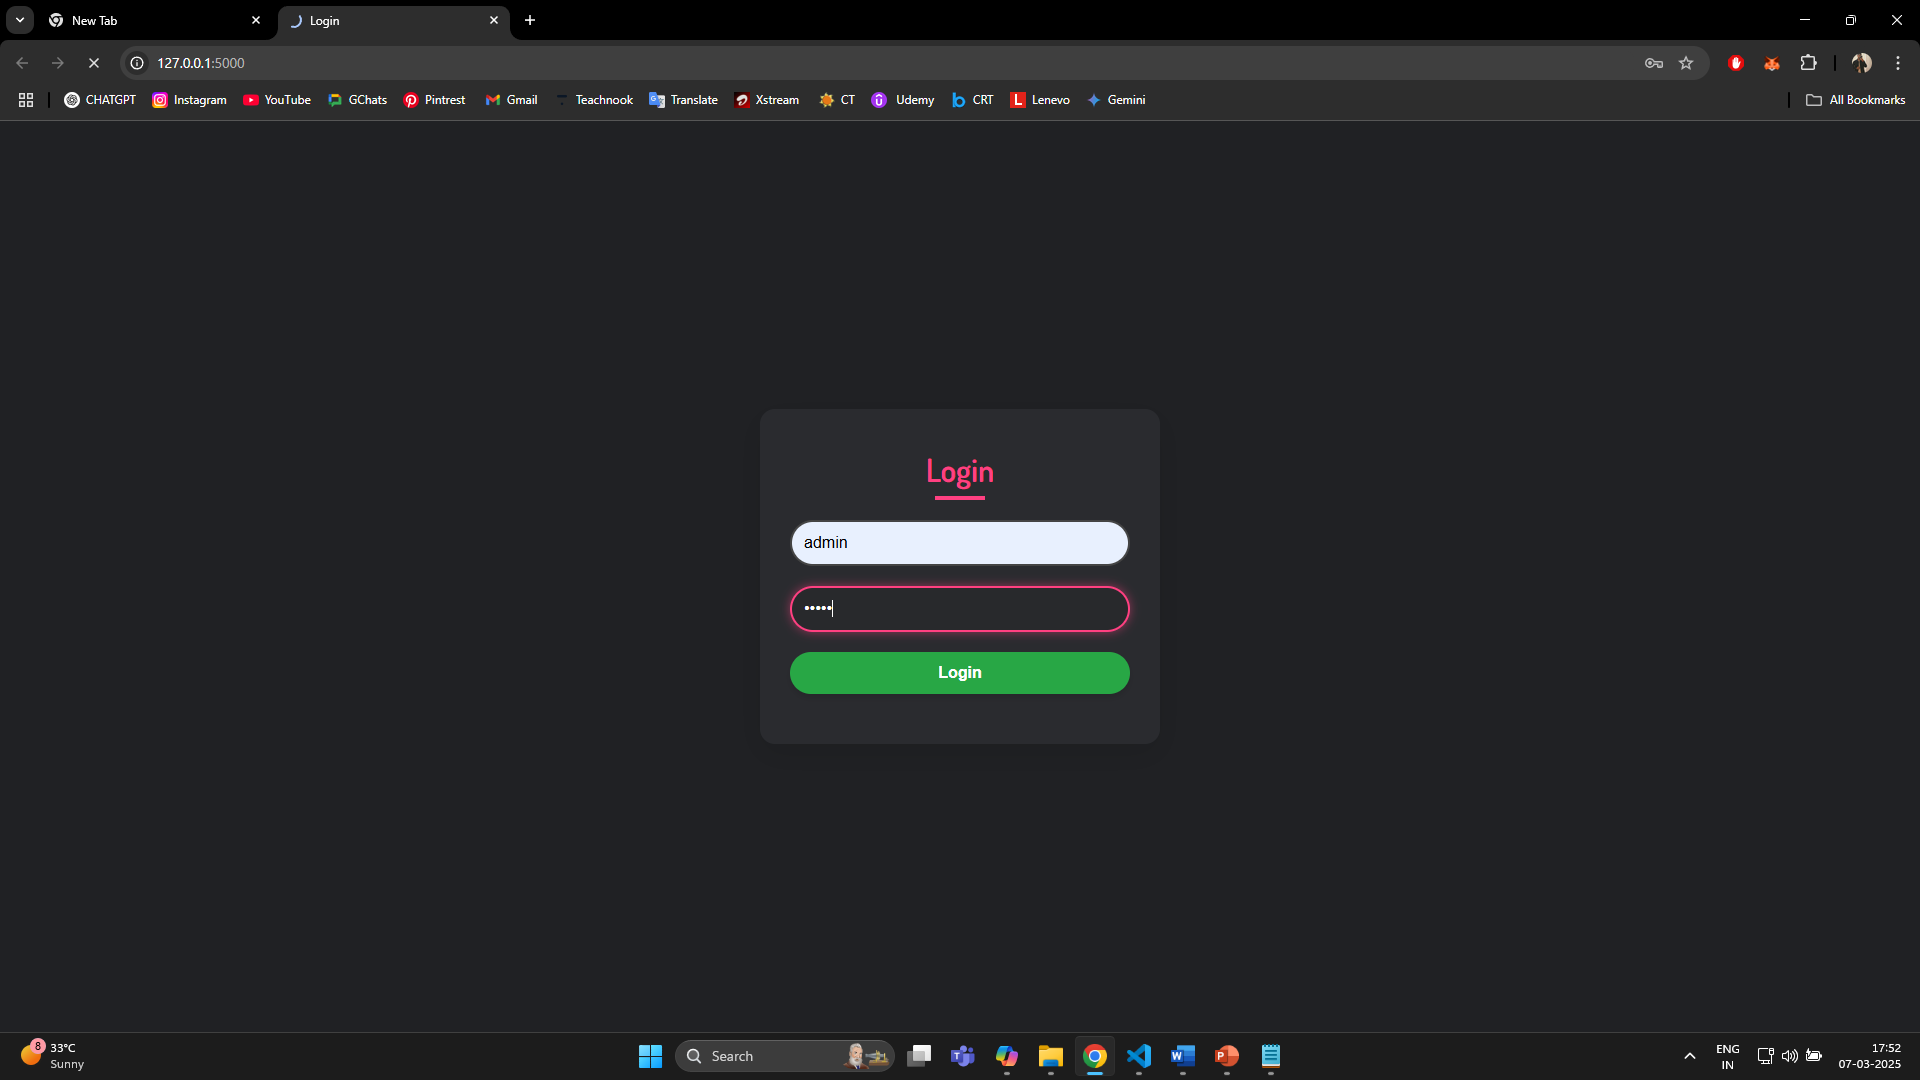 New Tab
Login
127.0.0.1:5000
CHATGPT
Instagram
YouTube
GChats
Pintrest
Gmail
Teachnook
Translate
Xstream
CT
Udemy
CRT
Lenevo
Gemini
All Bookmarks
Login
admin
•••••
Login
8
33°C
Sunny
Search
ENG
IN
17:52
07-03-2025